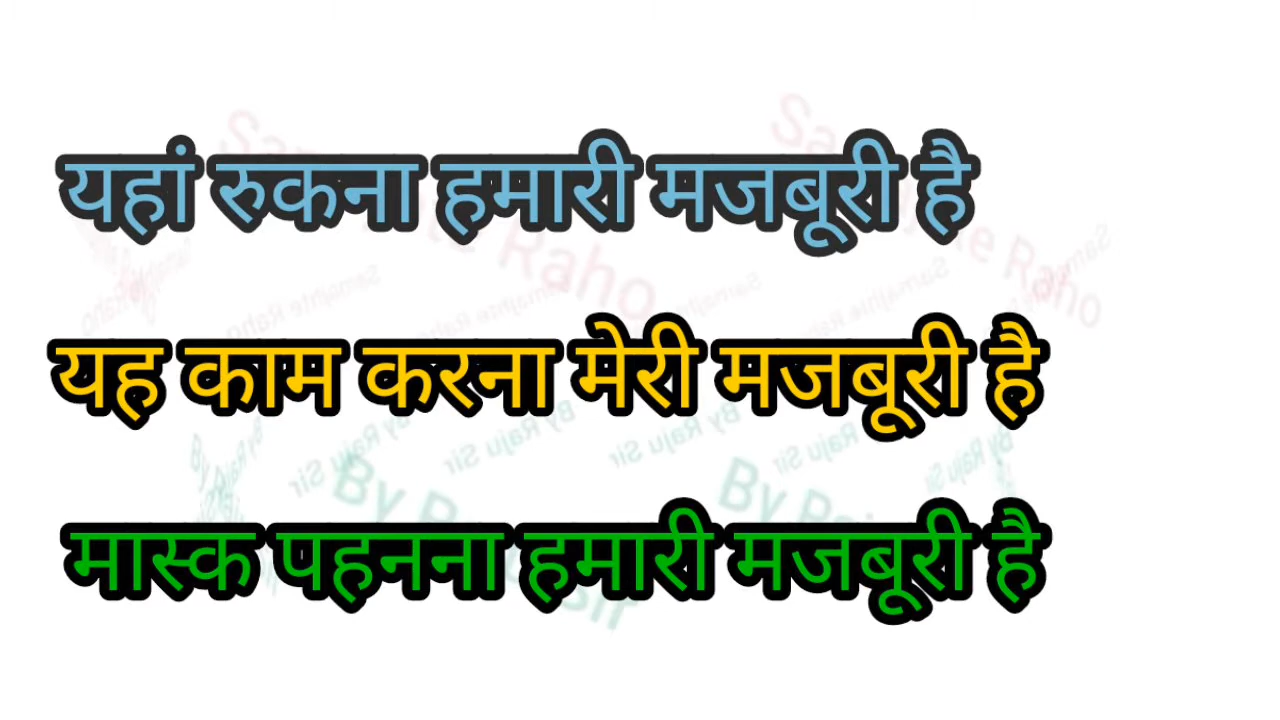 यहां रुकना हमारी मजबूरी है
यह काम करना मेरी मजबूरी है
मास्क पहनना हमारी मजबूरी है